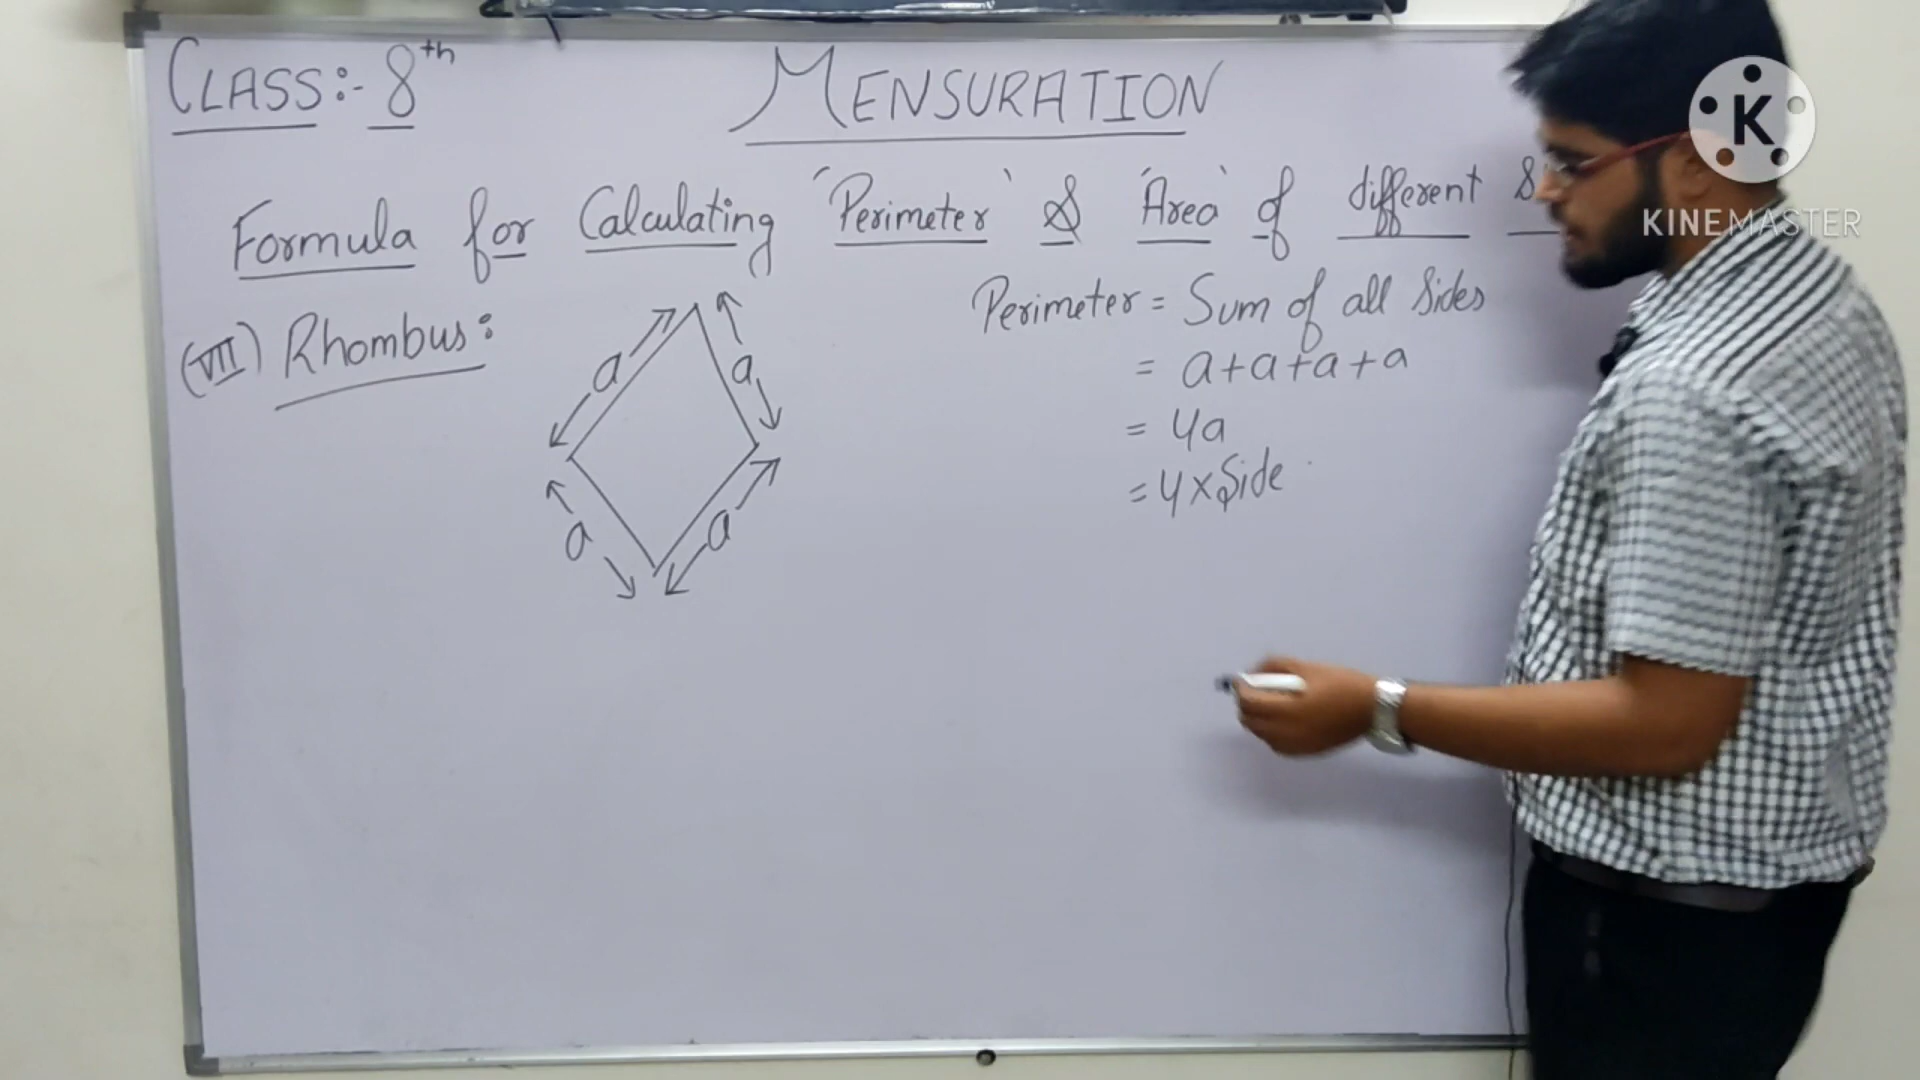 CLASS:- 8th
MENSURATION
Formula for Calculating 'Perimeter' & 'Area' of different
(VII) Rhombus:
a
a
a
a
Perimeter = Sum of all Sides
= a+a+a+a
= 4a
= 4×Side
K
KINEMASTER